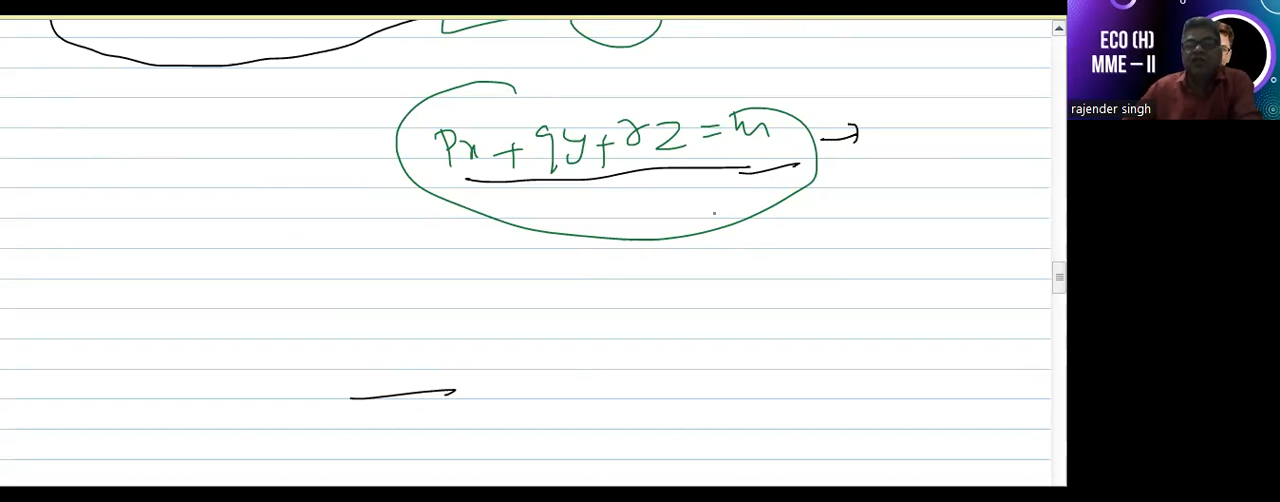 ECO (H)
MME – II
rajender singh
px + qy + rz = m